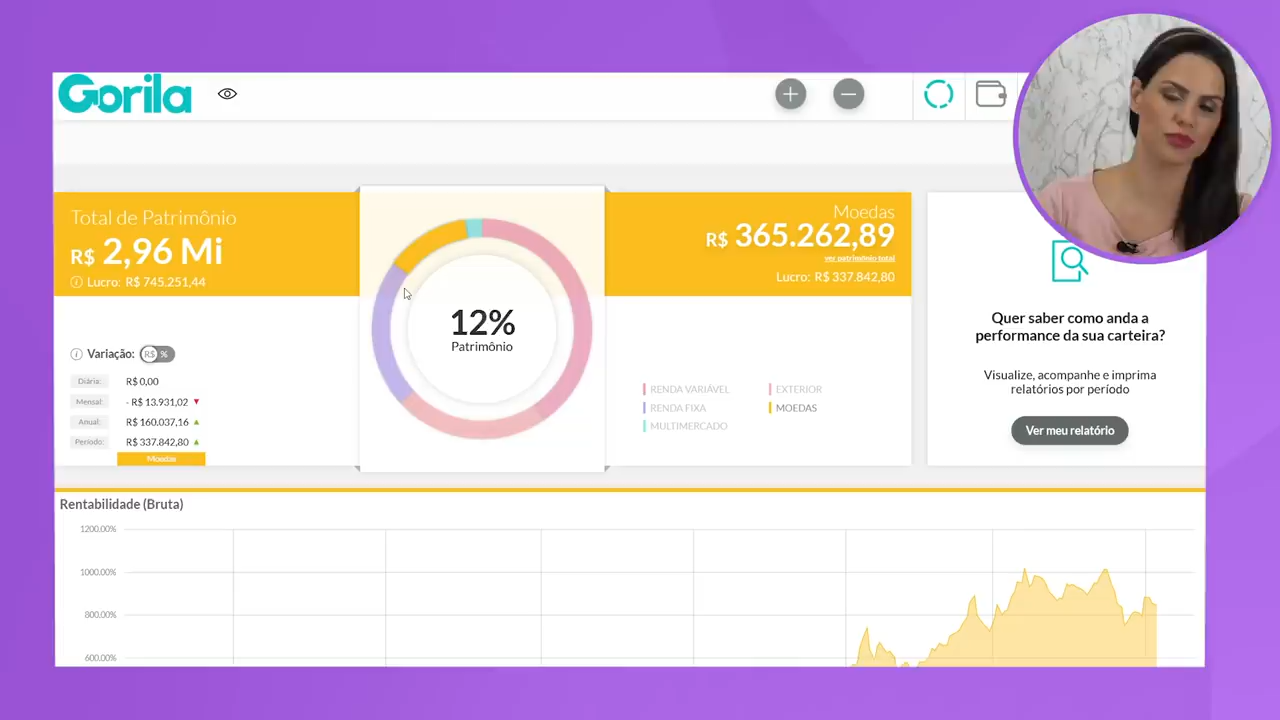 Gorila
Total de Patrimônio
R$ 2,96 Mi
Lucro: R$ 745.251,44
Moedas
R$ 365.262,89
ver patrimônio total
Lucro: R$ 337.842,80
12%
Patrimônio
Variação: R$ %
Diária: R$ 0,00
Mensal: - R$ 13.931,02
Anual: R$ 160.037,16
Período: R$ 337.842,80
Moedas
RENDA VARIÁVEL
EXTERIOR
RENDA FIXA
MOEDAS
MULTIMERCADO
Quer saber como anda a
performance da sua carteira?
Visualize, acompanhe e imprima
relatórios por período
Ver meu relatório
Rentabilidade (Bruta)
1200.00%
1000.00%
800.00%
600.00%